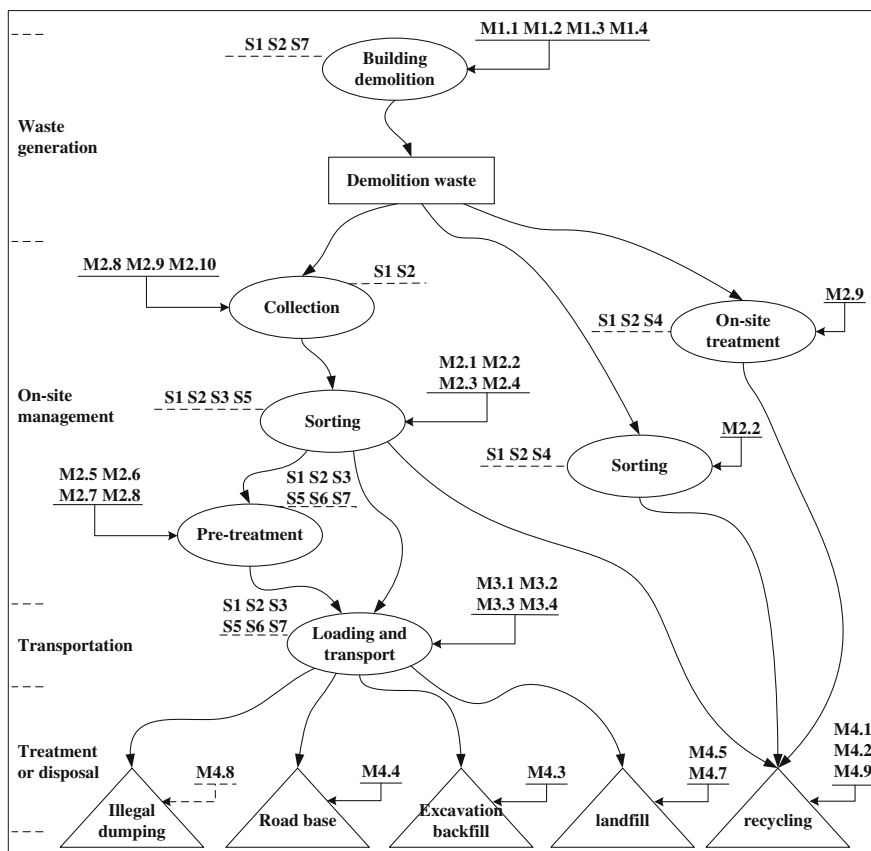 M1.1 M1.2 M1.3 M1.4
S1 S2 S7
Building
demolition
Waste
generation
Demolition waste
M2.8 M2.9 M2.10
S1 S2
Collection
M2.9
S1 S2 S4
On-site
treatment
M2.1 M2.2
M2.3 M2.4
On-site
management
S1 S2 S3 S5
Sorting
M2.2
S1 S2 S4
Sorting
M2.5 M2.6
M2.7 M2.8
S1 S2 S3
S5 S6 S7
Pre-treatment
M3.1 M3.2
M3.3 M3.4
S1 S2 S3
S5 S6 S7
Transportation
Loading and
transport
Treatment
or disposal
M4.8
M4.4
M4.3
M4.5
M4.7
M4.1
M4.2
M4.9
Illegal
dumping
Road base
Excavation
backfill
landfill
recycling